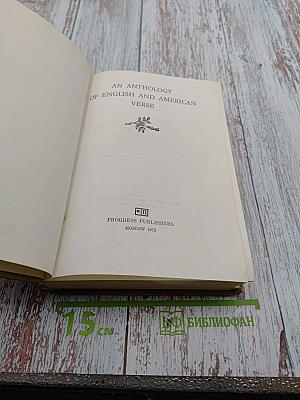 AN ANTHOLOGY
OF ENGLISH AND AMERICAN
VERSE
PROGRESS PUBLISHERS
MOSCOW 1972
15 см.
БИБЛИОФАН